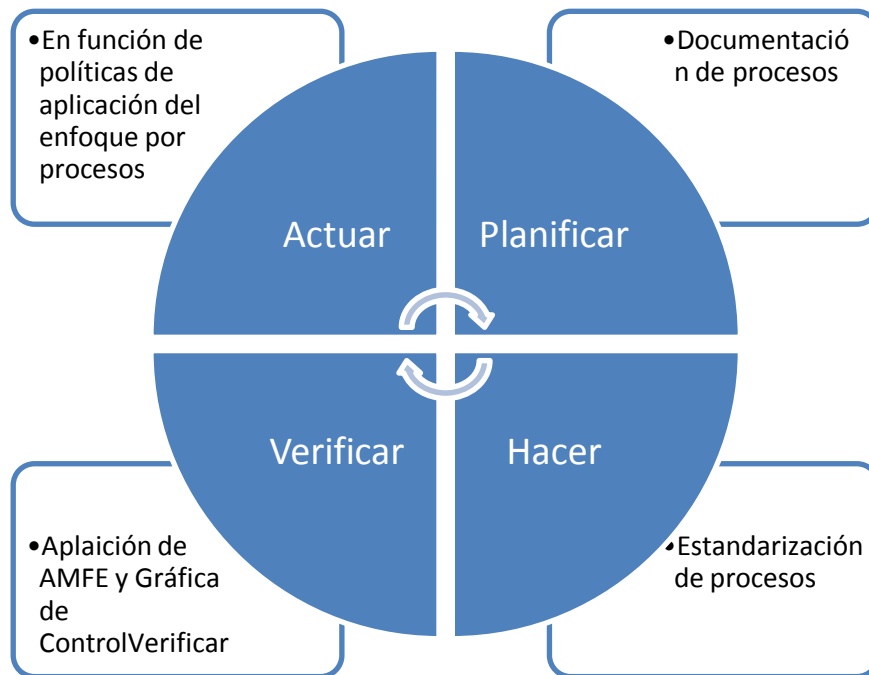 •En función de
políticas de
aplicación del
enfoque por
procesos
•Documentació
n de procesos
Actuar
Planificar
Verificar
Hacer
•Aplaición de
AMFE y Gráfica
de
ControlVerificar
•Estandarización
de procesos